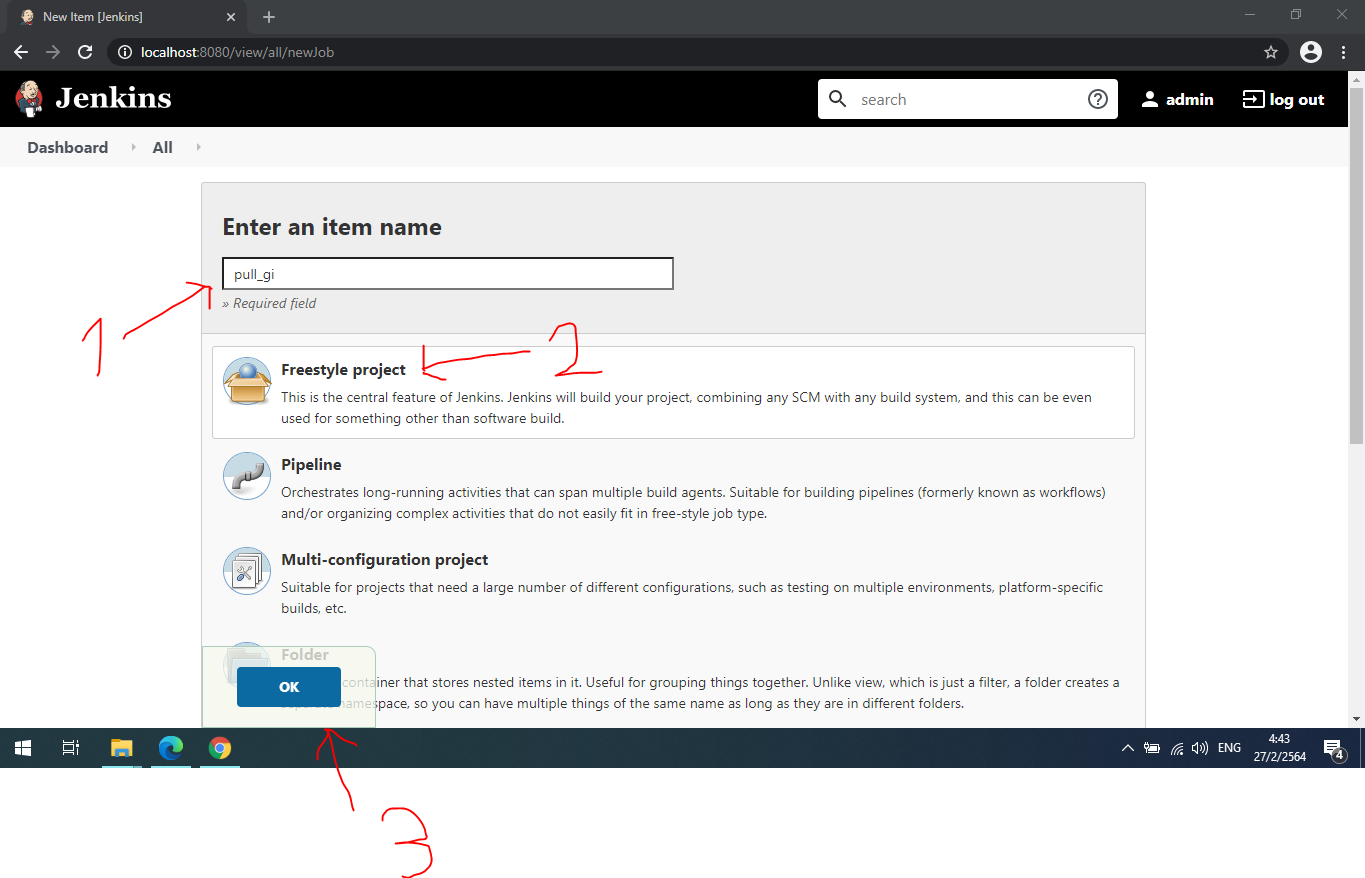 New Item [Jenkins]
localhost:8080/view/all/newJob
Jenkins
search
admin
log out
Dashboard
All
Enter an item name
pull_gi
» Required field
1
2
Freestyle project
This is the central feature of Jenkins. Jenkins will build your project, combining any SCM with any build system, and this can be even
used for something other than software build.
Pipeline
Orchestrates long-running activities that can span multiple build agents. Suitable for building pipelines (formerly known as workflows)
and/or organizing complex activities that do not easily fit in free-style job type.
Multi-configuration project
Suitable for projects that need a large number of different configurations, such as testing on multiple environments, platform-specific
builds, etc.
Folder
OK
container that stores nested items in it. Useful for grouping things together. Unlike view, which is just a filter, a folder creates a
namespace, so you can have multiple things of the same name as long as they are in different folders.
ENG
4:43
27/2/2564
4
3